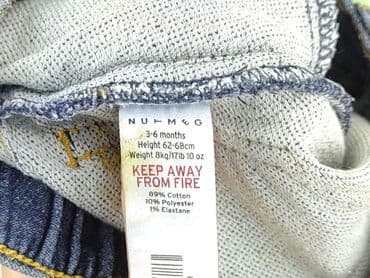 NUTMEG
3-6 months
Height 62-68cm
Weight 8kg/17lb 10 oz
KEEP AWAY
FROM FIRE
89% Cotton
10% Polyester
1% Elastane